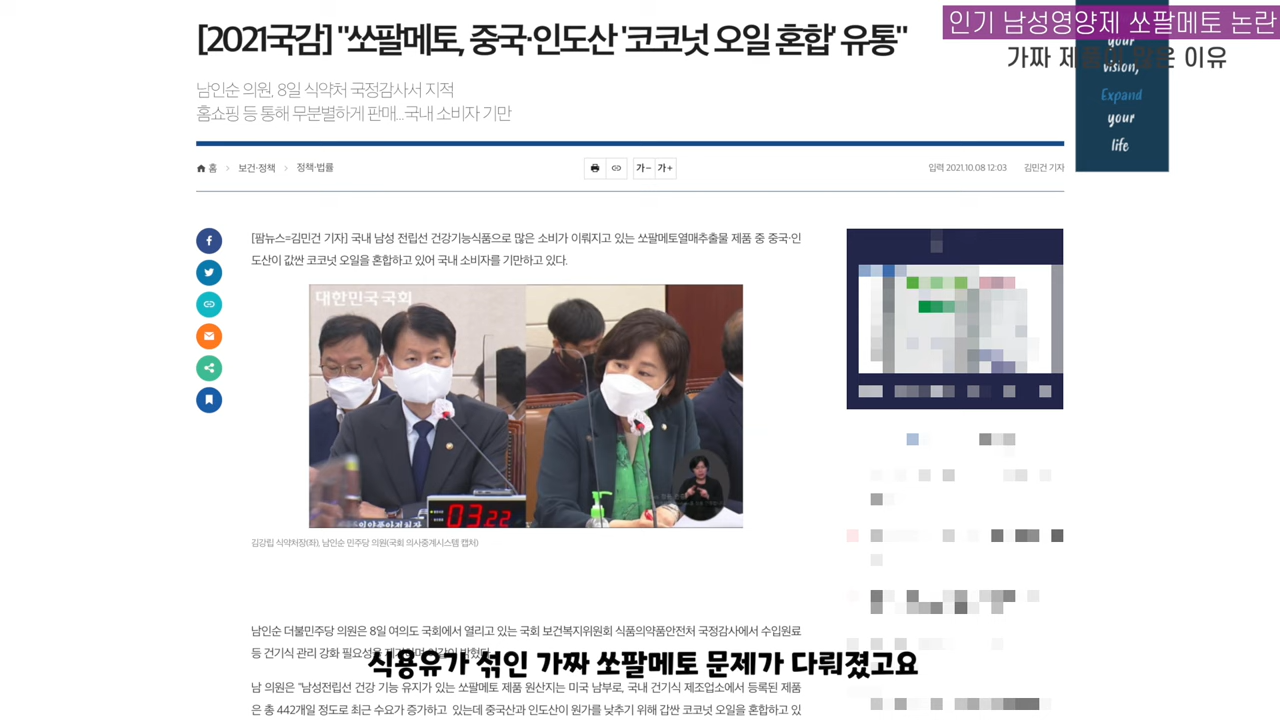 [2021국감] "쏘팔메토, 중국·인도산 '코코넛 오일 혼합' 유통"
인기 남성영양제 쏘팔메토 논란
가짜 제품이 많은 이유
your
vision,
Expand
your
life
남인순 의원, 8일 식약처 국정감사서 지적
홈쇼핑 등 통해 무분별하게 판매...국내 소비자 기만
홈 > 보건·정책 > 정책·법률
가- 가+
입력 2021.10.08 12:03 김민건 기자
[팜뉴스=김민건 기자] 국내 남성 전립선 건강기능식품으로 많은 소비가 이뤄지고 있는 쏘팔메토열매추출물 제품 중 중국·인
도산이 값싼 코코넛 오일을 혼합하고 있어 국내 소비자를 기만하고 있다.
대한민국국회
식품의약품안전처장
03:22
김강립 식약처장(좌), 남인순 민주당 의원(국회 의사중계시스템 캡처)
남인순 더불민주당 의원은 8일 여의도 국회에서 열리고 있는 국회 보건복지위원회 식품의약품안전처 국정감사에서 수입원료
등 건기식 관리 강화 필요성을
식용유가 섞인 가짜 쏘팔메토 문제가 다뤄졌고요
남 의원은 "남성전립선 건강 기능 유지가 있는 쏘팔메토 제품 원산지는 미국 남부로, 국내 건기식 제조업소에서 등록된 제품
은 총 442개일 정도로 최근 수요가 증가하고 있는데 중국산과 인도산이 원가를 낮추기 위해 갑싼 코코넛 오일을 혼합하고 있